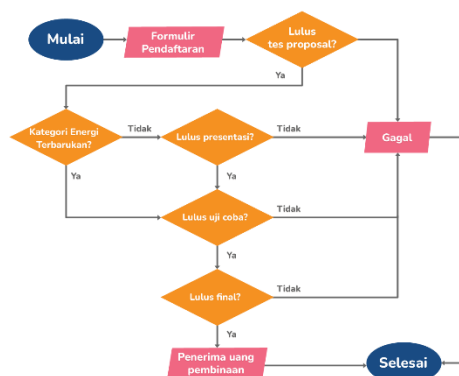 Mulai
Formulir
Pendaftaran
Lulus
tes proposal?
Ya
Kategori Energi
Terbarukan?
Tidak
Lulus presentasi?
Tidak
Gagal
Ya
Ya
Lulus uji coba?
Tidak
Ya
Lulus final?
Tidak
Ya
Penerima uang
pembinaan
Selesai